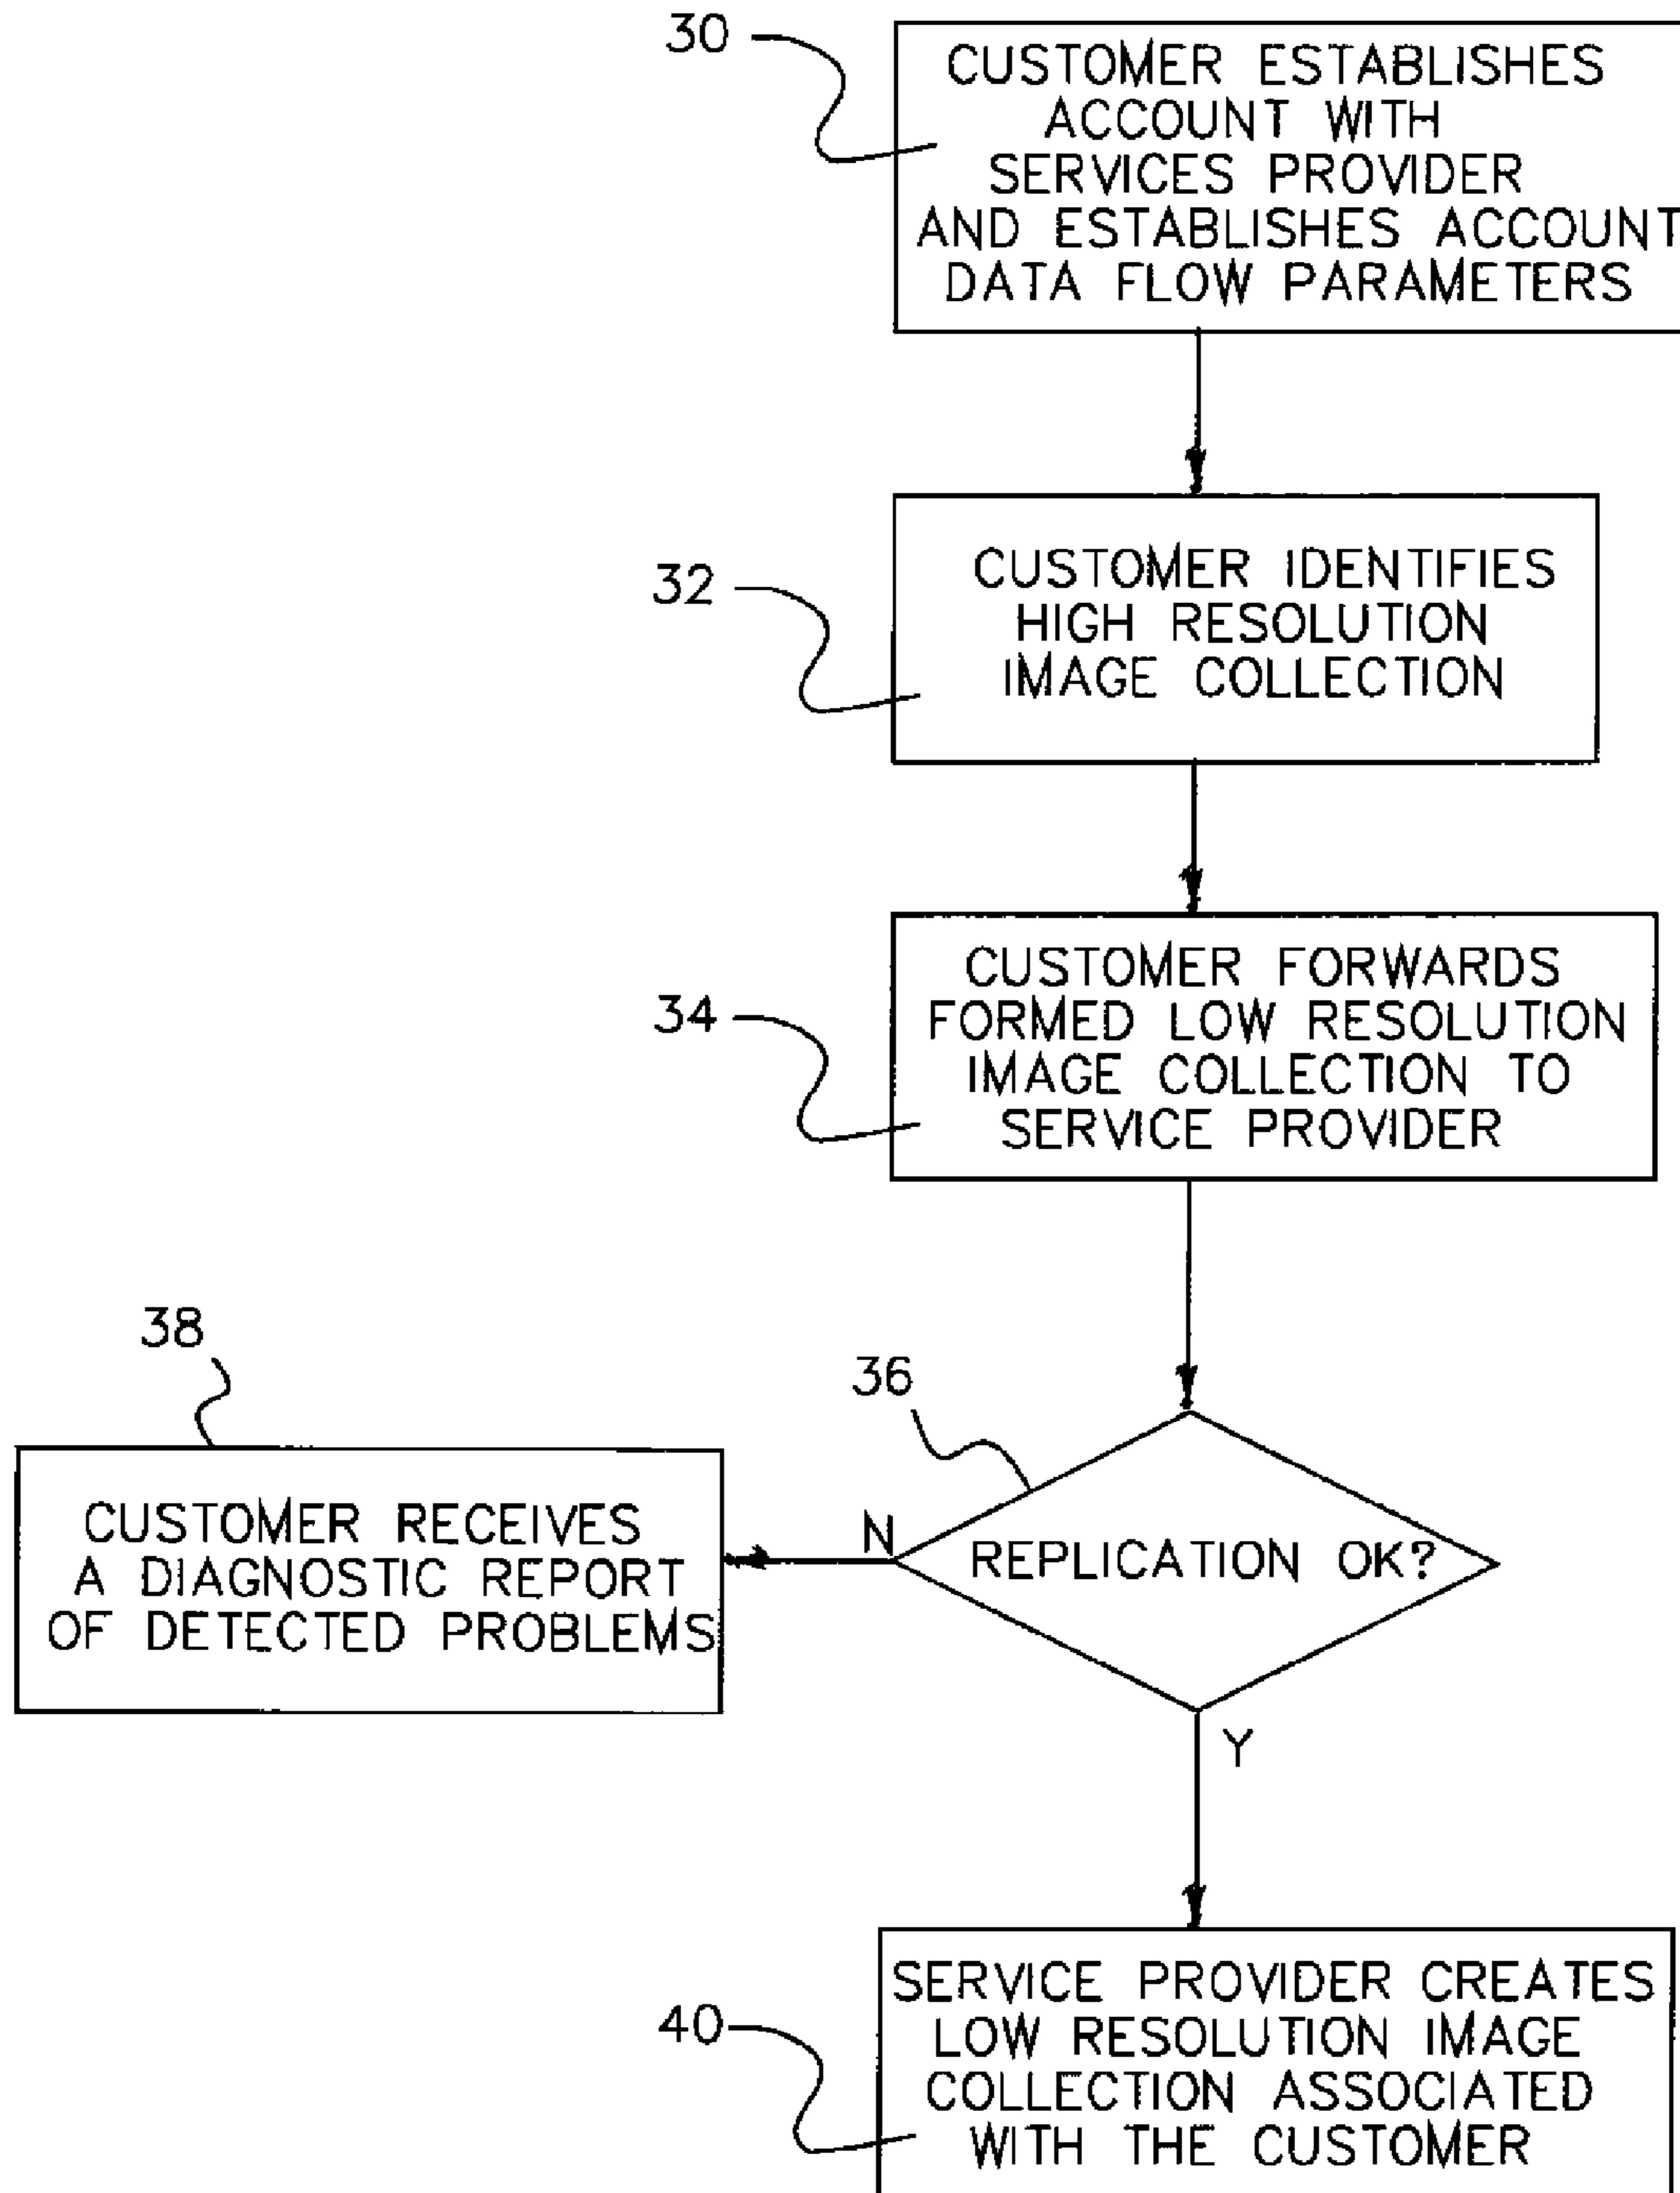 30
CUSTOMER ESTABLISHES
ACCOUNT WITH
SERVICES PROVIDER
AND ESTABLISHES ACCOUNT
DATA FLOW PARAMETERS
32
CUSTOMER IDENTIFIES
HIGH RESOLUTION
IMAGE COLLECTION
34
CUSTOMER FORWARDS
FORMED LOW RESOLUTION
IMAGE COLLECTION TO
SERVICE PROVIDER
36
REPLICATION OK?
N
38
CUSTOMER RECEIVES
A DIAGNOSTIC REPORT
OF DETECTED PROBLEMS
Y
40
SERVICE PROVIDER CREATES
LOW RESOLUTION IMAGE
COLLECTION ASSOCIATED
WITH THE CUSTOMER